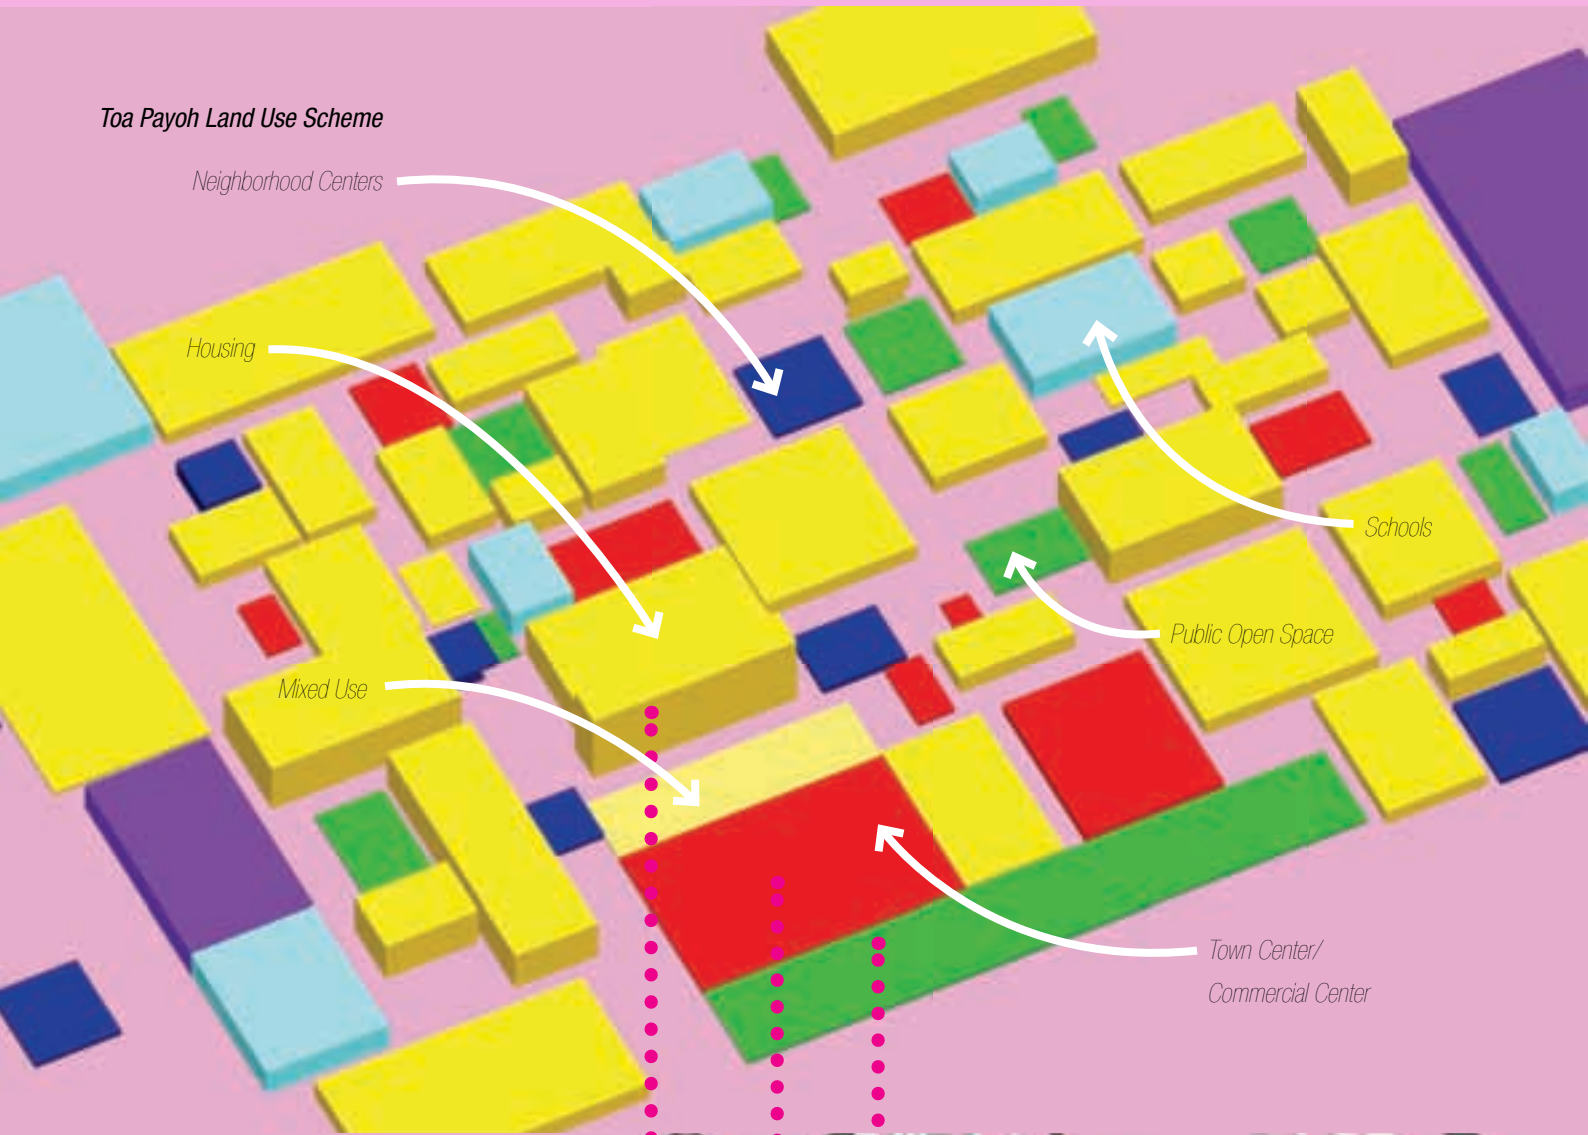 Toa Payoh Land Use Scheme
Neighborhood Centers
Housing
Schools
Public Open Space
Mixed Use
Town Center/
Commercial Center